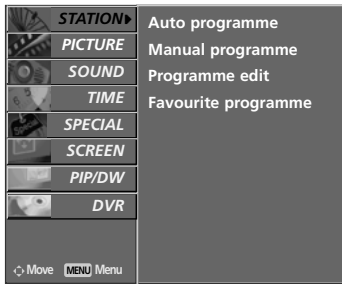 STATION
PICTURE
SOUND
TIME
SPECIAL
SCREEN
PIP/DW
DVR
Move MENU Menu
Auto programme
Manual programme
Programme edit
Favourite programme